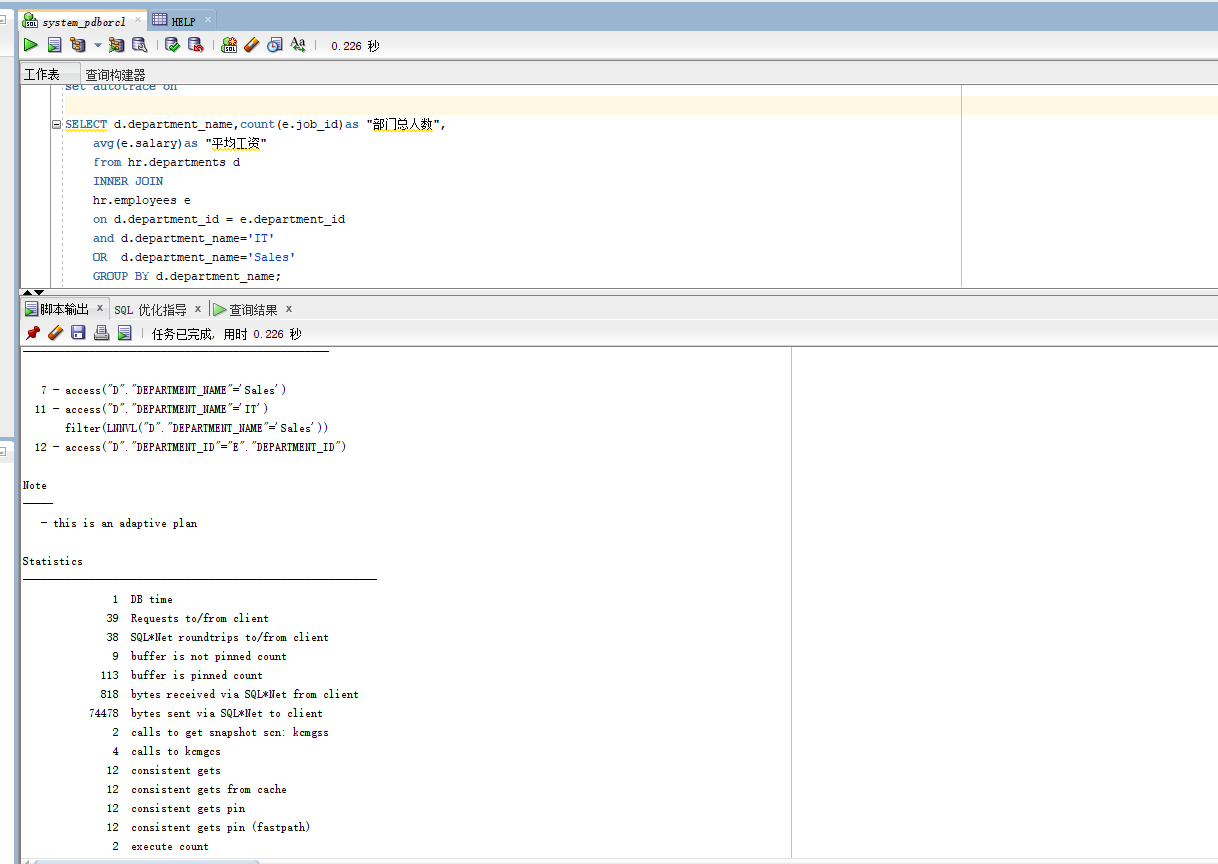 system_pdborcl HELP
0.226 秒
工作表 查询构建器
set autotrace on
SELECT d.department_name,count(e.job_id)as "部门总人数",
avg(e.salary)as "平均工资"
from hr.departments d
INNER JOIN
hr.employees e
on d.department_id = e.department_id
and d.department_name='IT'
OR  d.department_name='Sales'
GROUP BY d.department_name;
脚本输出 × SQL 优化指导 × 查询结果 ×
任务已完成, 用时 0.226 秒
7 - access("D"."DEPARTMENT_NAME"='Sales')
11 - access("D"."DEPARTMENT_NAME"='IT')
filter(LNNVL("D"."DEPARTMENT_NAME"='Sales'))
12 - access("D"."DEPARTMENT_ID"="E"."DEPARTMENT_ID")
Note
-----
- this is an adaptive plan
Statistics
-----------------------------------------------------------
1  DB time
39  Requests to/from client
38  SQL*Net roundtrips to/from client
9  buffer is not pinned count
113  buffer is pinned count
818  bytes received via SQL*Net from client
74478  bytes sent via SQL*Net to client
2  calls to get snapshot scn: kcmgss
4  calls to kcmgcs
12  consistent gets
12  consistent gets from cache
12  consistent gets pin
12  consistent gets pin (fastpath)
2  execute count